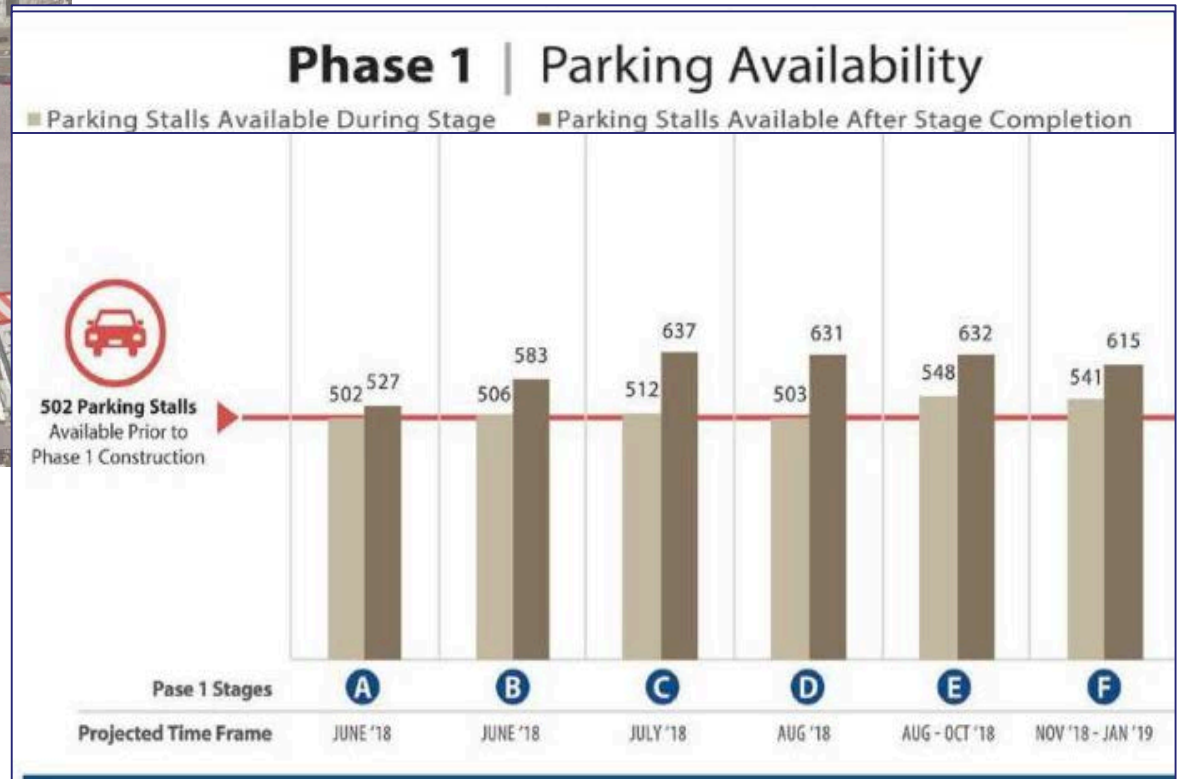 Phase 1 | Parking Availability
Parking Stalls Available During Stage Parking Stalls Available After Stage Completion
502 527 506 583 512 637 503 631 548 632 541 615
502 Parking Stalls
Available Prior to
Phase 1 Construction
Pase 1 Stages A B C D E F
Projected Time Frame JUNE '18 JUNE '18 JULY '18 AUG '18 AUG - OCT '18 NOV '18 - JAN '19